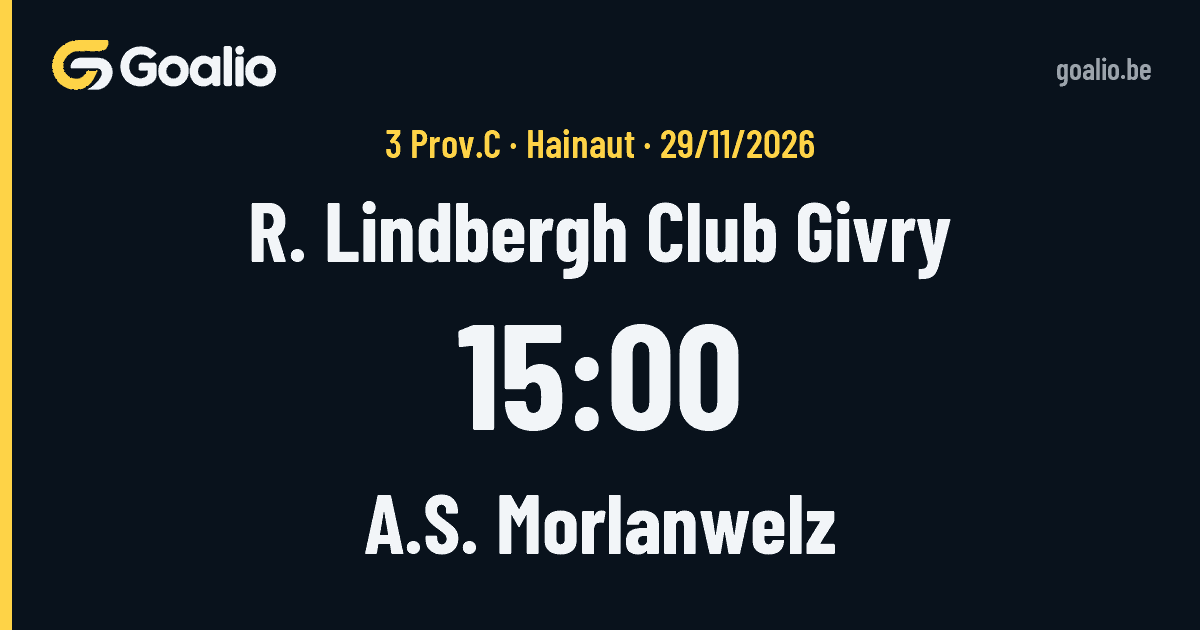 Goalio
goalio.be
3 Prov.C · Hainaut · 29/11/2026
R. Lindbergh Club Givry
15:00
A.S. Morlanwelz